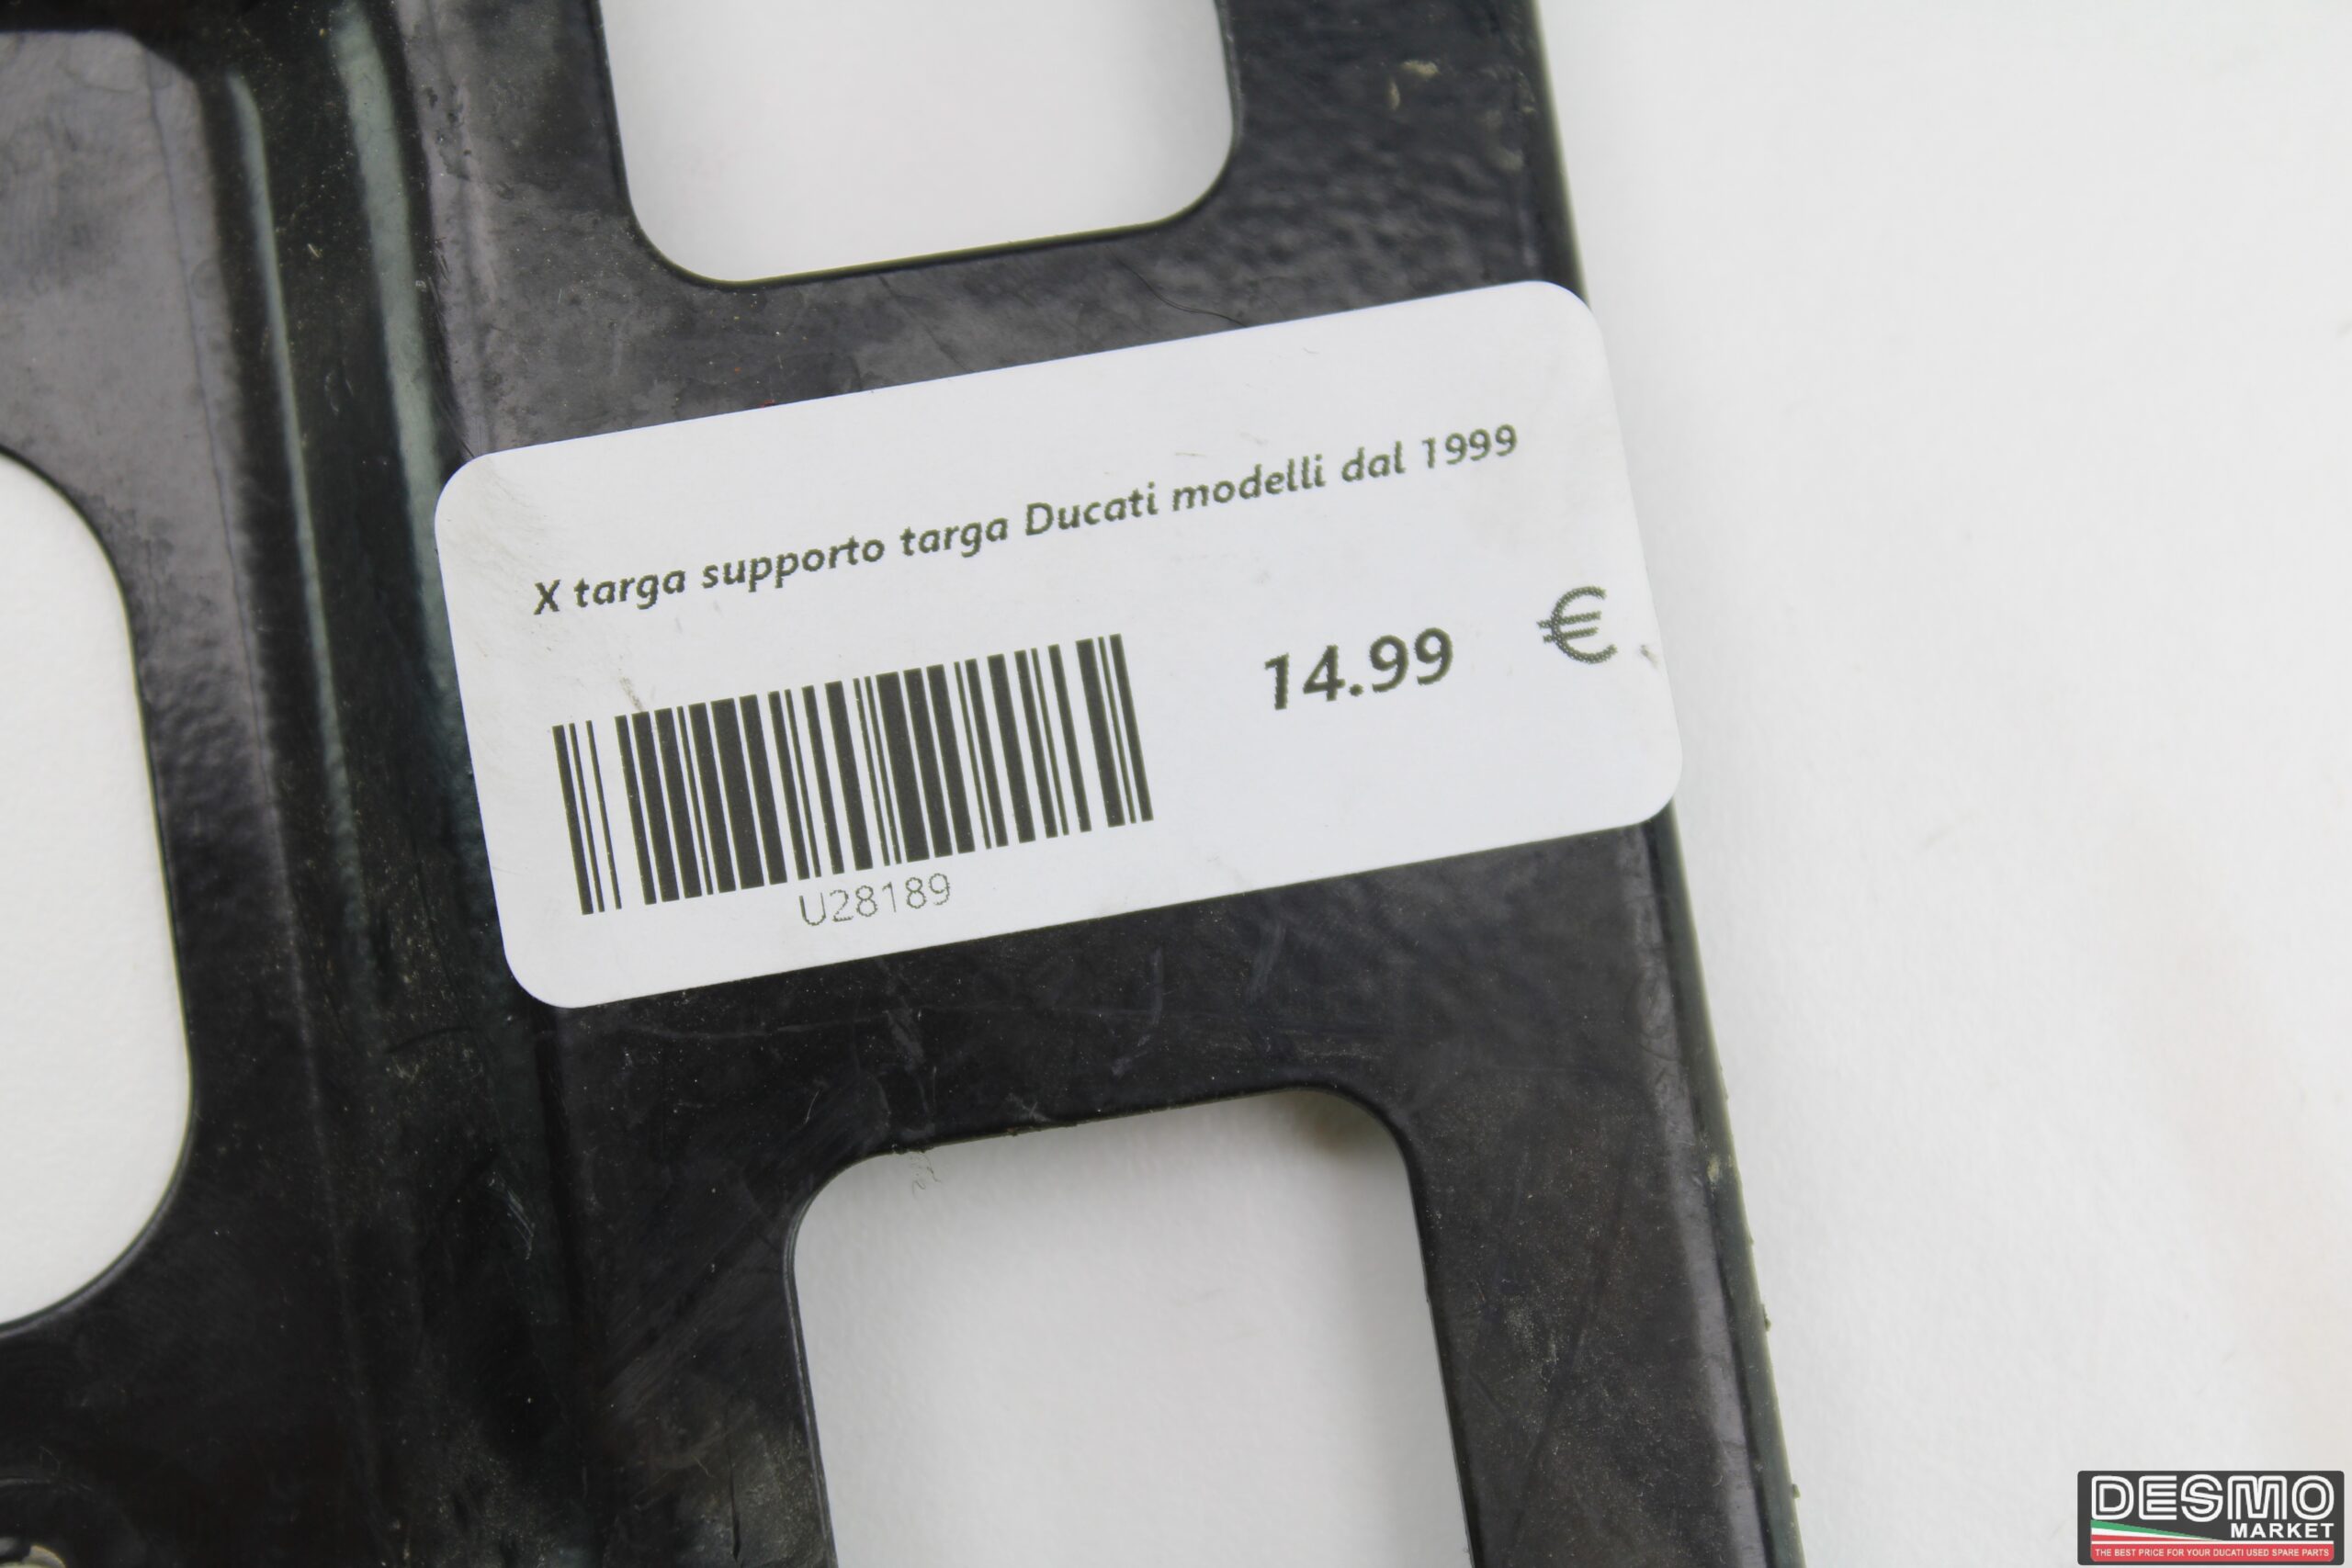 X targa supporto targa Ducati modelli dal 1999
14.99 €
U28189
DESMO
MARKET
THE BEST PRICE FOR YOUR DUCATI USED SPARE PARTS